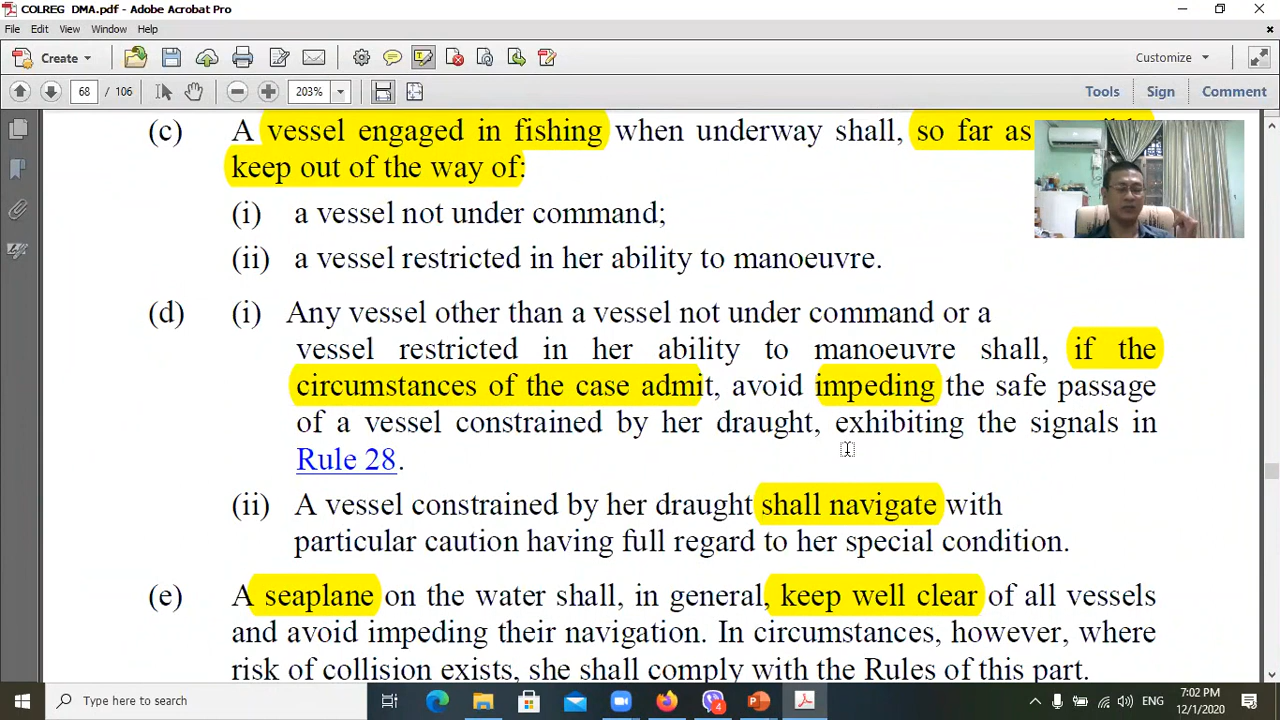 COLREG DMA.pdf - Adobe Acrobat Pro
File Edit View Window Help
Create
Customize
68 / 106
203%
Tools Sign Comment
(c) A vessel engaged in fishing when underway shall, so far as
keep out of the way of:
(i) a vessel not under command;
(ii) a vessel restricted in her ability to manoeuvre.
(d) (i) Any vessel other than a vessel not under command or a
vessel restricted in her ability to manoeuvre shall, if the
circumstances of the case admit, avoid impeding the safe passage
of a vessel constrained by her draught, exhibiting the signals in
Rule 28.
(ii) A vessel constrained by her draught shall navigate with
particular caution having full regard to her special condition.
(e) A seaplane on the water shall, in general, keep well clear of all vessels
and avoid impeding their navigation. In circumstances, however, where
risk of collision exists, she shall comply with the Rules of this part.
Type here to search
4
ENG
7:02 PM
12/1/2020